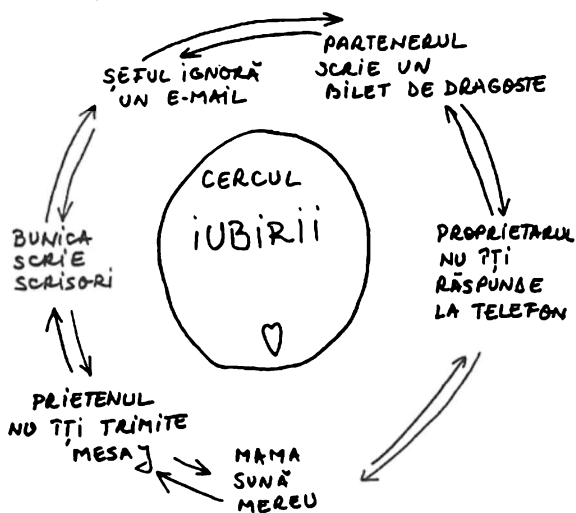 CERCUL
iUBiRii
PARTENERUL
SCRiE UN
BiLET DE DRAGOSTE
PROPRiETARUL
NU ÎȚi
RĂSPUNDE
LA TELEFON
MAMA
SUNĂ
MEREU
PRiETENUL
NU ÎȚi TRiMiTE
MESAJ
BUNiCA
SCRiE
SCRiSORi
ȘEFUL iGNORĂ
UN E-MAiL